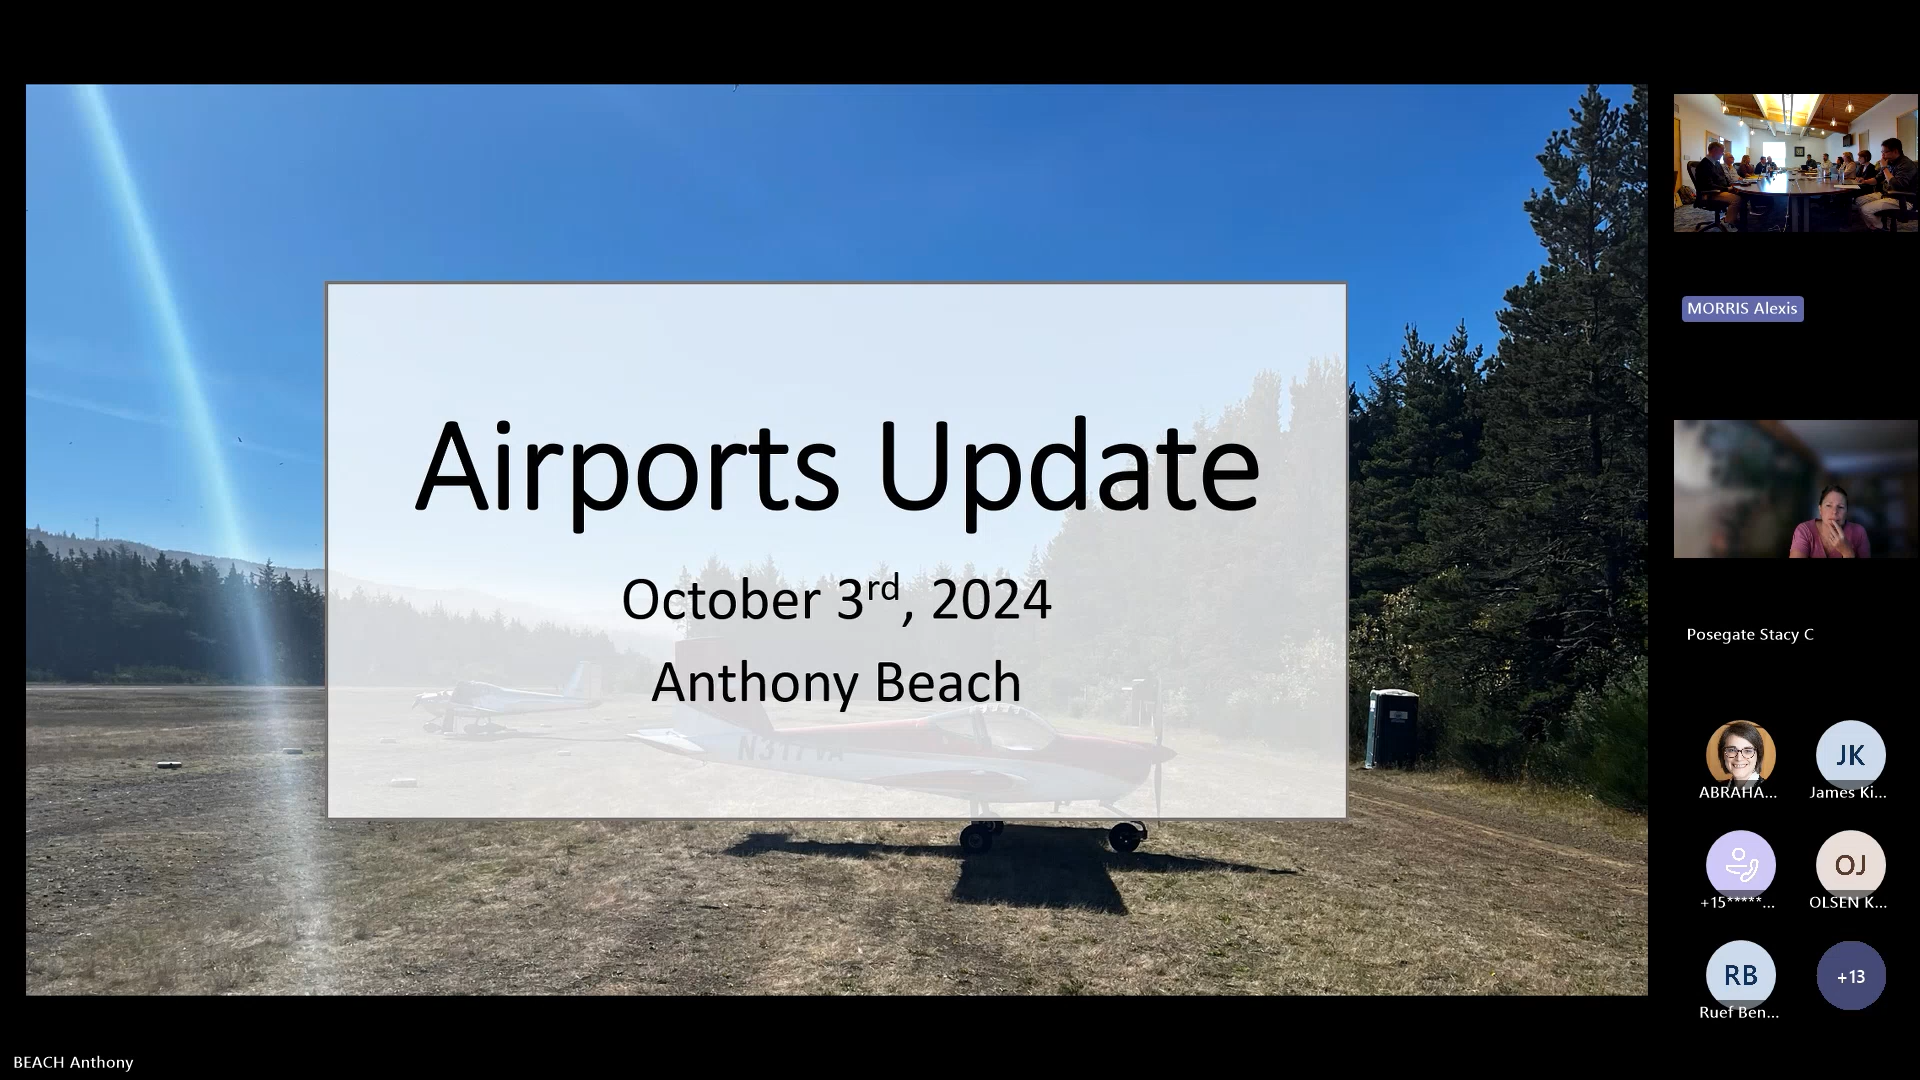 Airports Update
October 3rd, 2024
Anthony Beach
MORRIS Alexis
Posegate Stacy C
ABRAHA...
JK
James Ki...
+15*****...
OJ
OLSEN K...
RB
Ruef Ben...
+13
BEACH Anthony